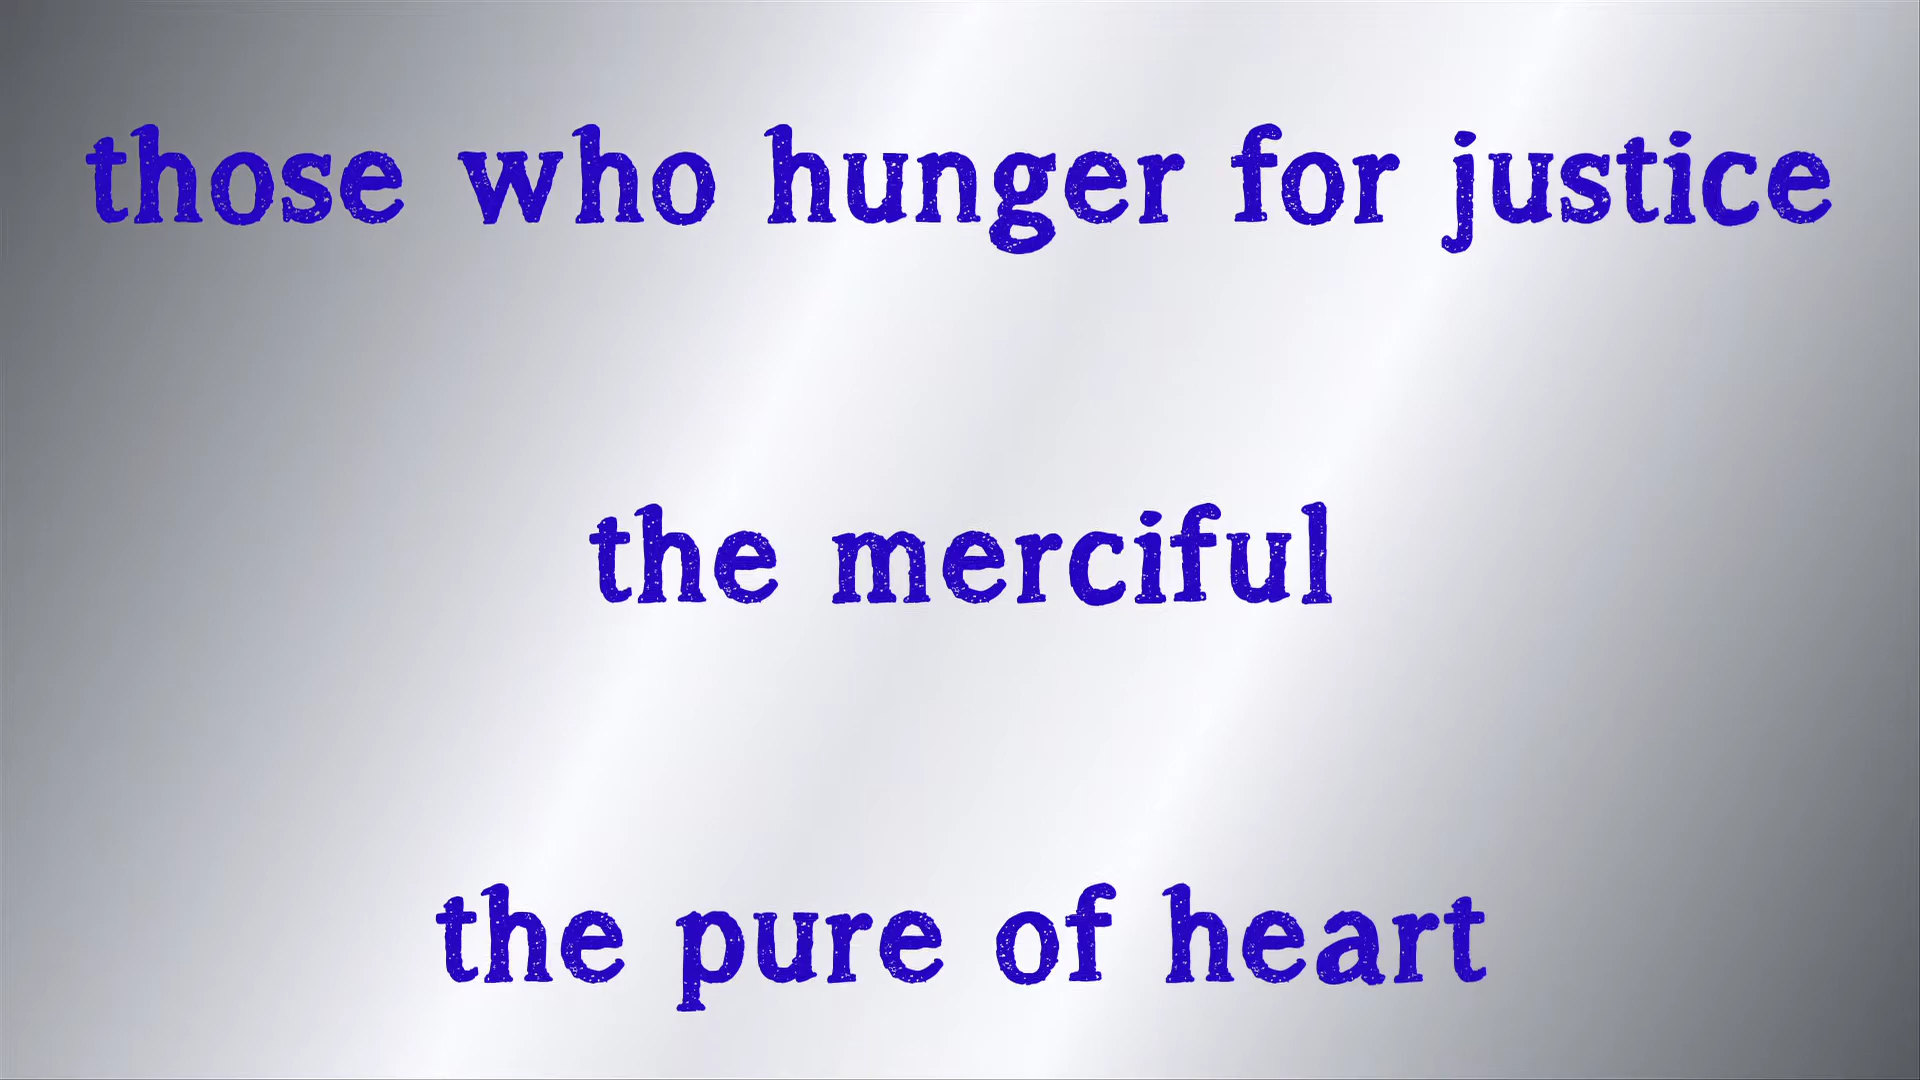 those who hunger for justice
the merciful
the pure of heart